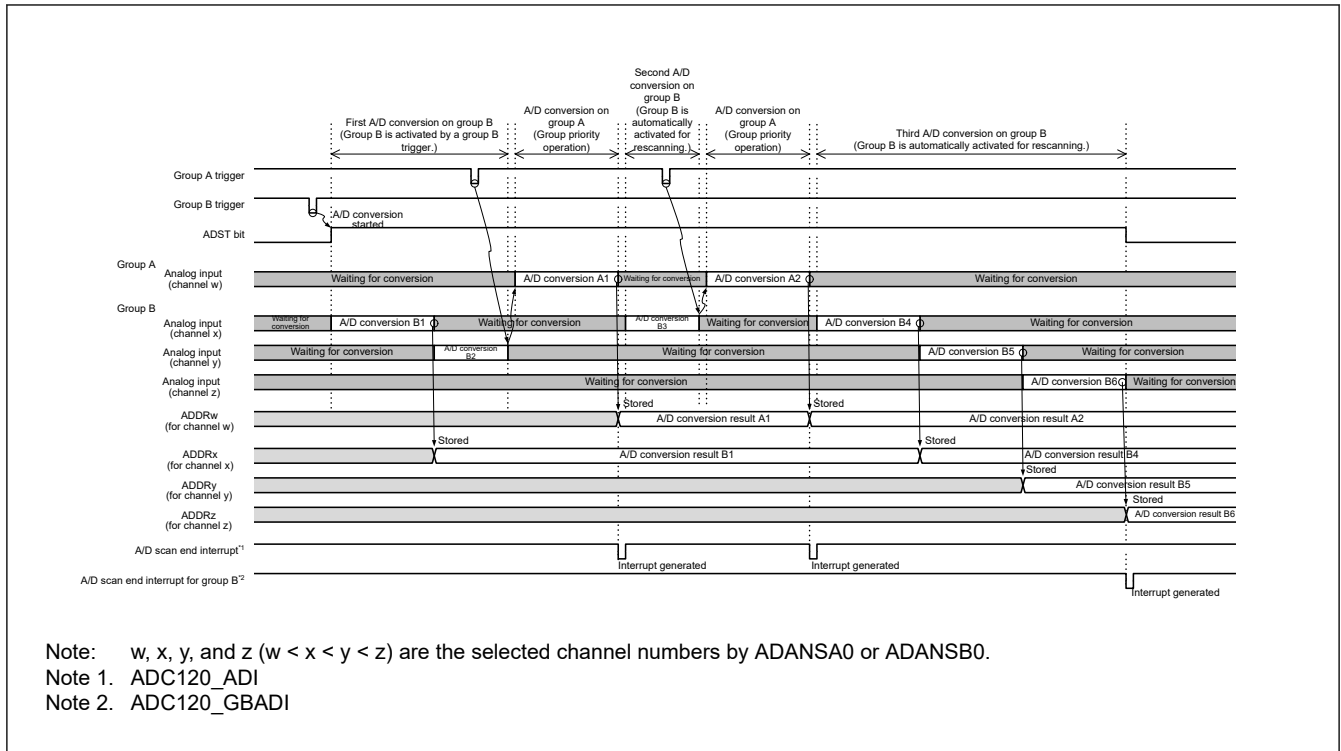 Second A/D
conversion on
group B
(Group B is
automatically
activated for
rescanning.)
First A/D conversion on group B
(Group B is activated by a group B
trigger.)
A/D conversion on
group A
(Group priority
operation)
A/D conversion on
group A
(Group priority
operation)
Third A/D conversion on group B
(Group B is automatically activated for rescanning.)
Group A trigger
Group B trigger
A/D conversion
started
ADST bit
Group A
Analog input
(channel w)
Waiting for conversion
A/D conversion A1
Waiting for conversion
A/D conversion A2
Waiting for conversion
Group B
Analog input
(channel x)
Waiting for
conversion
A/D conversion B1
Waiting for conversion
A/D conversion
B3
Waiting for conversion
A/D conversion B4
Waiting for conversion
Analog input
(channel y)
Waiting for conversion
A/D conversion
B2
Waiting for conversion
A/D conversion B5
Waiting for conversion
Analog input
(channel z)
Waiting for conversion
A/D conversion B6
Waiting for conversion
Stored
Stored
ADDRw
(for channel w)
A/D conversion result A1
A/D conversion result A2
Stored
Stored
ADDRx
(for channel x)
A/D conversion result B1
A/D conversion result B4
Stored
ADDRy
(for channel y)
A/D conversion result B5
Stored
ADDRz
(for channel z)
A/D conversion result B6
A/D scan end interrupt*1
Interrupt generated
Interrupt generated
A/D scan end interrupt for group B*2
Interrupt generated
Note: w, x, y, and z (w < x < y < z) are the selected channel numbers by ADANSA0 or ADANSB0.
Note 1. ADC120_ADI
Note 2. ADC120_GBADI